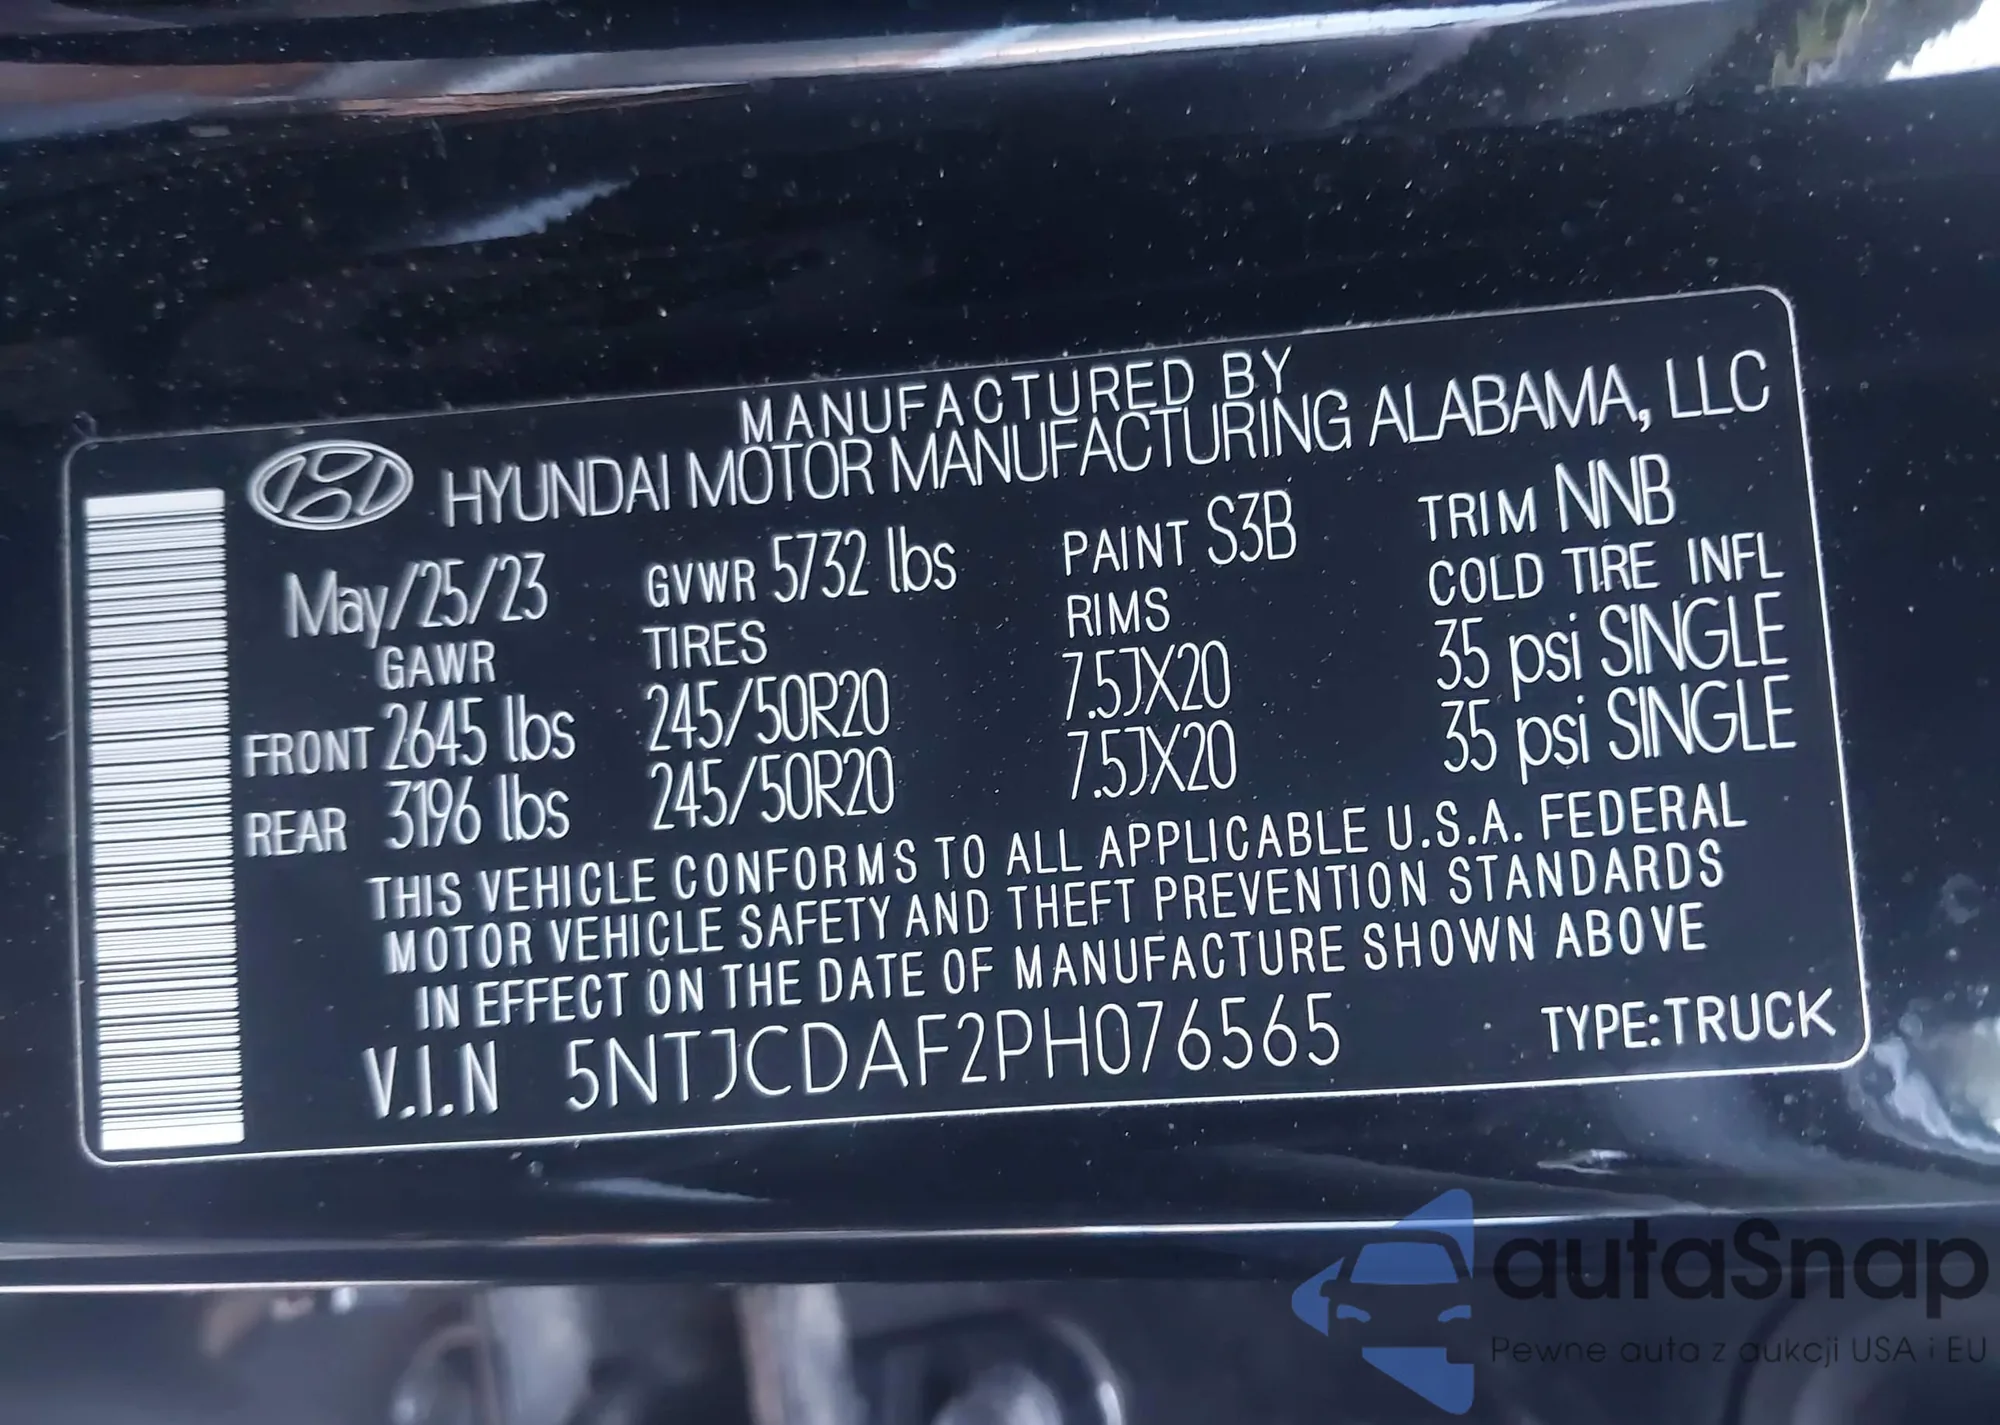 MANUFACTURED BY
HYUNDAI MOTOR MANUFACTURING ALABAMA, LLC
May/25/23 GVWR 5732 lbs PAINT S3B TRIM NNB
GAWR TIRES RIMS COLD TIRE INFL
FRONT 2645 lbs 245/50R20 7.5JX20 35 psi SINGLE
REAR 3196 lbs 245/50R20 7.5JX20 35 psi SINGLE
THIS VEHICLE CONFORMS TO ALL APPLICABLE U.S.A. FEDERAL
MOTOR VEHICLE SAFETY AND THEFT PREVENTION STANDARDS
IN EFFECT ON THE DATE OF MANUFACTURE SHOWN ABOVE
V.I.N 5NTJCDAF2PH076565 TYPE:TRUCK
autaSnap
Pewne auta z aukcji USA i EU